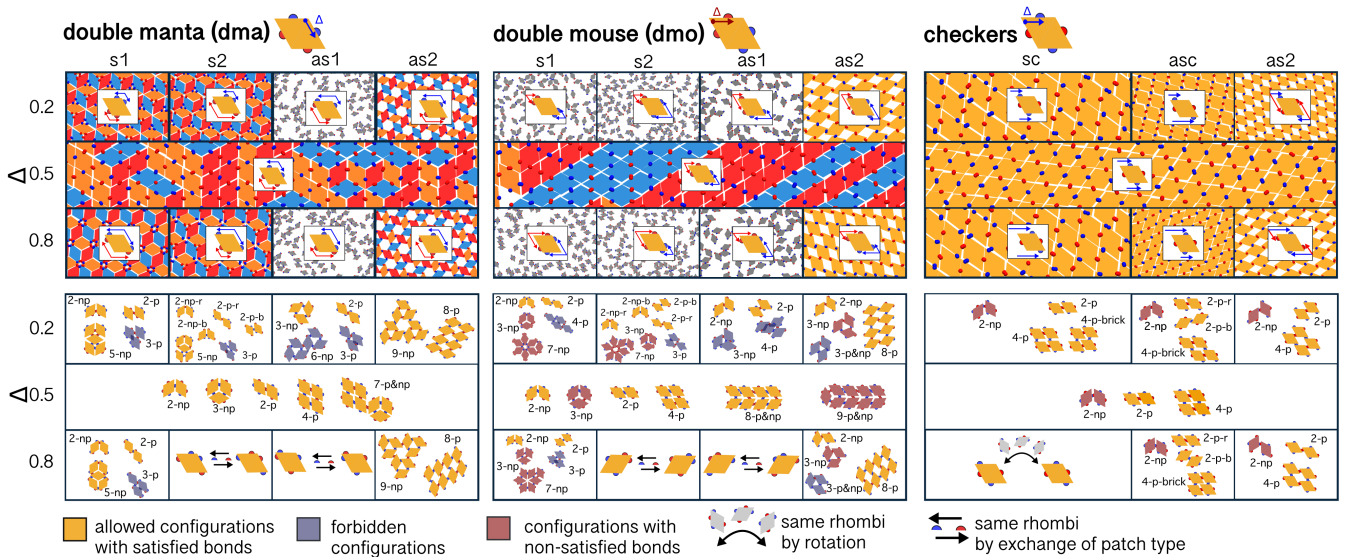 double manta (dma)
Δ
double mouse (dmo)
Δ
checkers
Δ
s1 s2 as1 as2
s1 s2 as1 as2
sc asc as2
0.2
Δ 0.5
0.8
0.2
2-np
2-p
5-np
3-p
2-np-r
2-p-r
2-np-b
2-p-b
5-np
3-p
3-np
2-p
6-np
3-p
8-p
9-np
2-np
2-p
3-np
4-p
7-np
2-np-b
2-p-b
2-np-r
2-p-r
3-np
7-np
3-p
2-np
2-p
3-np
4-p
2-np
3-np
3-p&np
8-p
2-np
2-p
4-p-brick
4-p
2-np
2-p-r
2-p-b
4-p-brick
2-np
2-p
4-p
Δ 0.5
2-np
3-np
2-p
4-p
7-p&np
2-np
3-np
2-p
4-p
8-p&np
9-p&np
2-np
2-p
4-p
0.8
2-np
2-p
5-np
3-p
8-p
9-np
2-np
2-p
3-np
3-p
7-np
2-np
3-np
3-p&np
8-p
2-np
2-p-r
2-p-b
4-p-brick
2-np
2-p
4-p
allowed configurations
with satisfied bonds
forbidden
configurations
configurations with
non-satisfied bonds
same rhombi
by rotation
same rhombi
by exchange of patch type